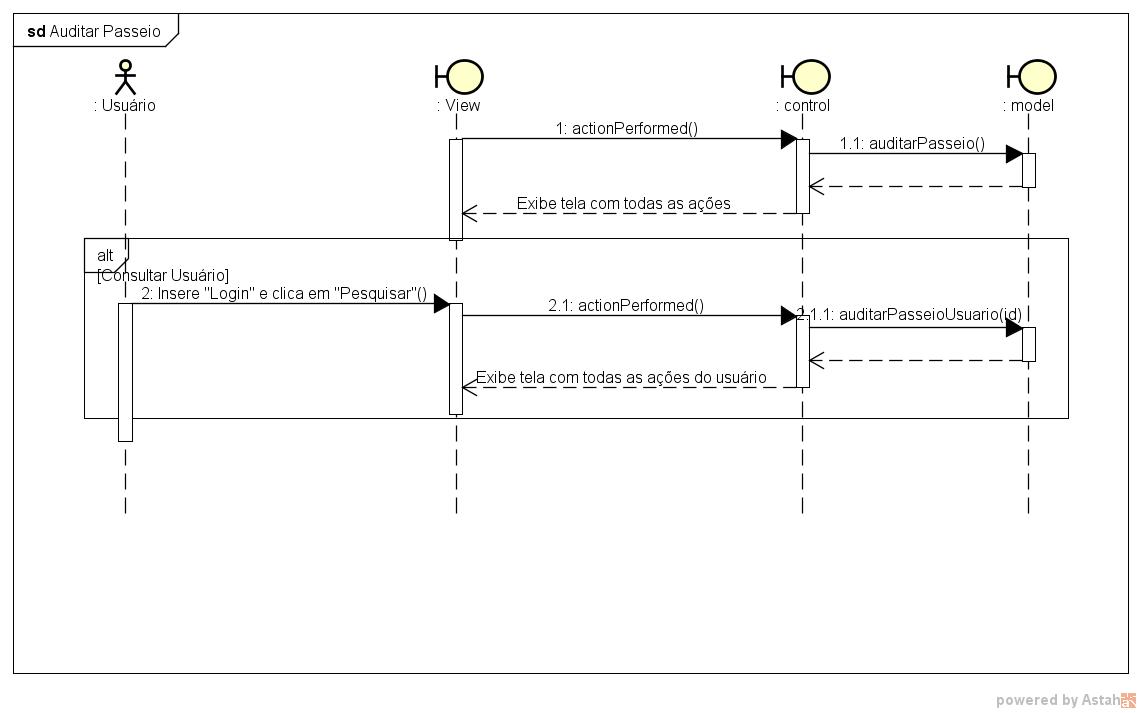 sd Auditar Passeio
: Usuário
: View
: control
: model
1: actionPerformed()
1.1: auditarPasseio()
Exibe tela com todas as ações
alt
[Consultar Usuário]
2: Insere "Login" e clica em "Pesquisar"()
2.1: actionPerformed()
2.1.1: auditarPasseioUsuario(id)
Exibe tela com todas as ações do usuário
powered by Astah